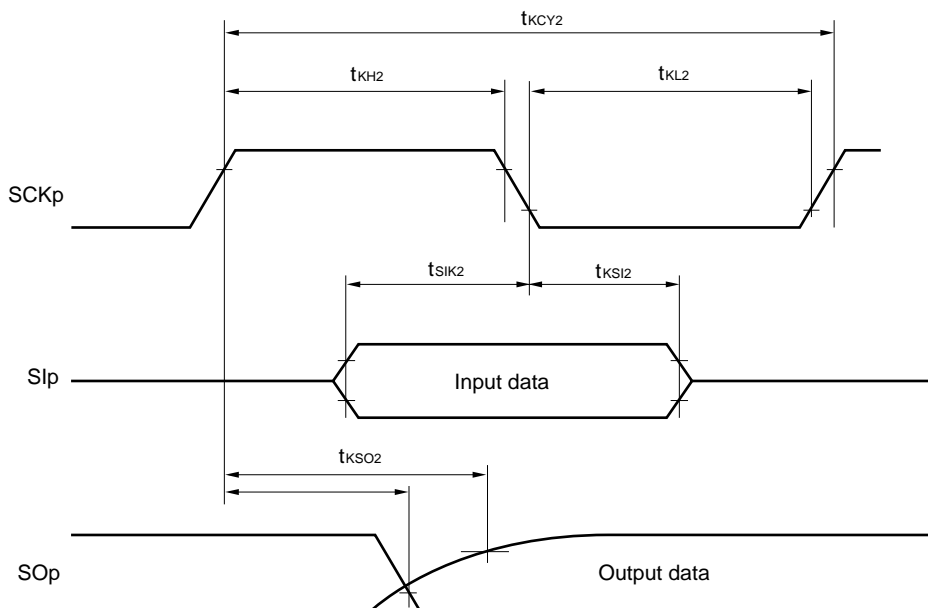 tKCY2
tKH2
tKL2
SCKp
tSIK2
tKSI2
SIp
Input data
tKSO2
SOp
Output data